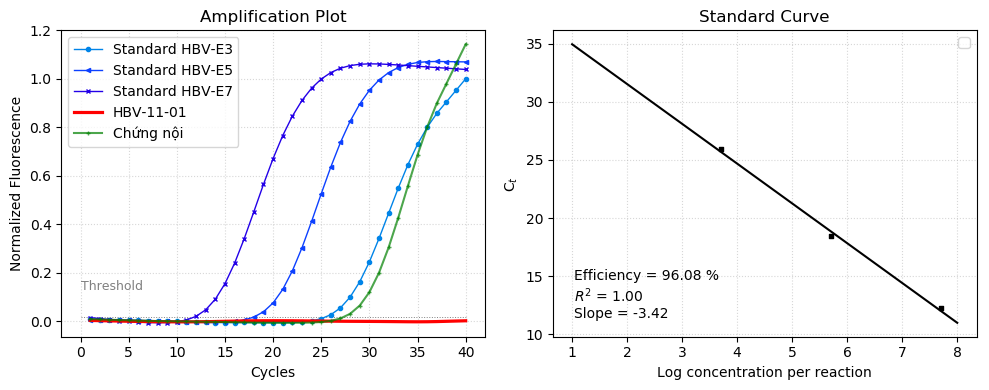 Amplification Plot
Normalized Fluorescence
1.2
1.0
0.8
0.6
0.4
0.2
0.0
Standard HBV-E3
Standard HBV-E5
Standard HBV-E7
HBV-11-01
Chứng nội
Threshold
0 5 10 15 20 25 30 35 40
Cycles
Standard Curve
C_t
35
30
25
20
15
10
Efficiency = 96.08 %
R² = 1.00
Slope = -3.42
1 2 3 4 5 6 7 8
Log concentration per reaction